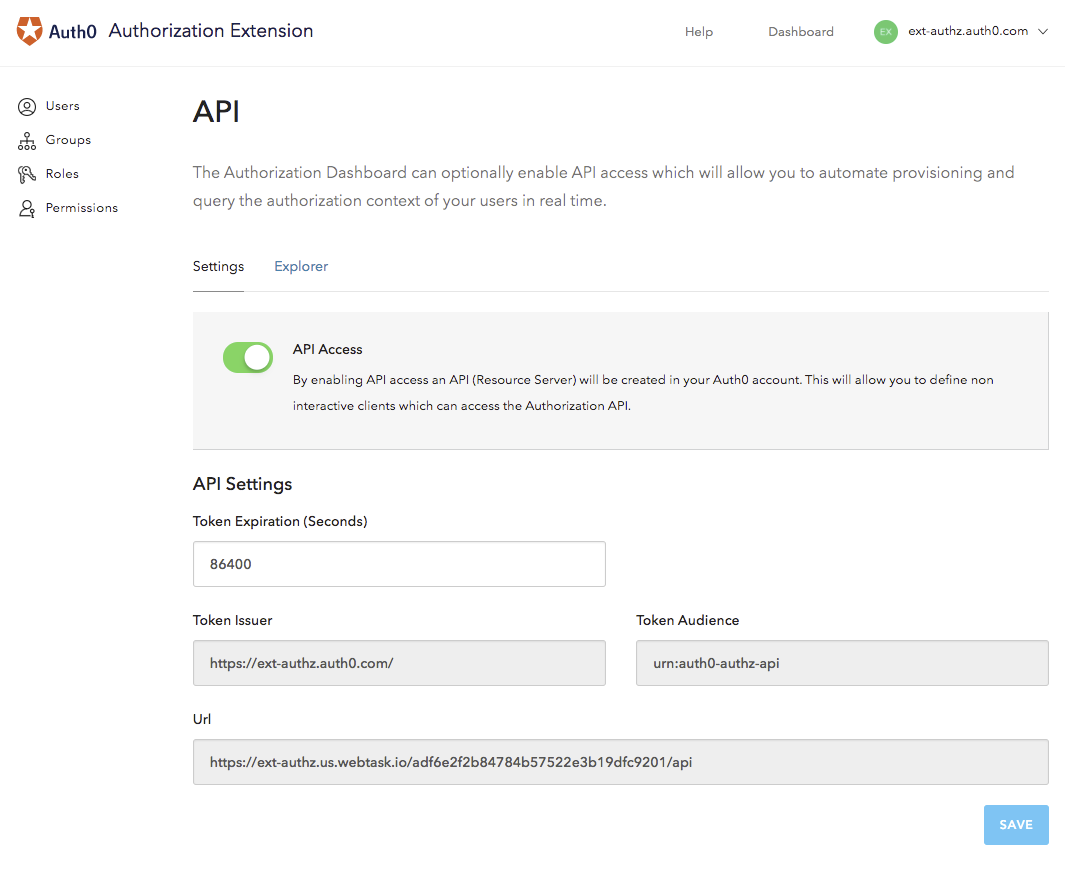 Auth0 Authorization Extension
Help
Dashboard
EX
ext-authz.auth0.com
Users
Groups
Roles
Permissions
API
The Authorization Dashboard can optionally enable API access which will allow you to automate provisioning and
query the authorization context of your users in real time.
Settings
Explorer
API Access
By enabling API access an API (Resource Server) will be created in your Auth0 account. This will allow you to define non
interactive clients which can access the Authorization API.
API Settings
Token Expiration (Seconds)
86400
Token Issuer
https://ext-authz.auth0.com/
Token Audience
urn:auth0-authz-api
Url
https://ext-authz.us.webtask.io/adf6e2f2b84784b57522e3b19dfc9201/api
SAVE